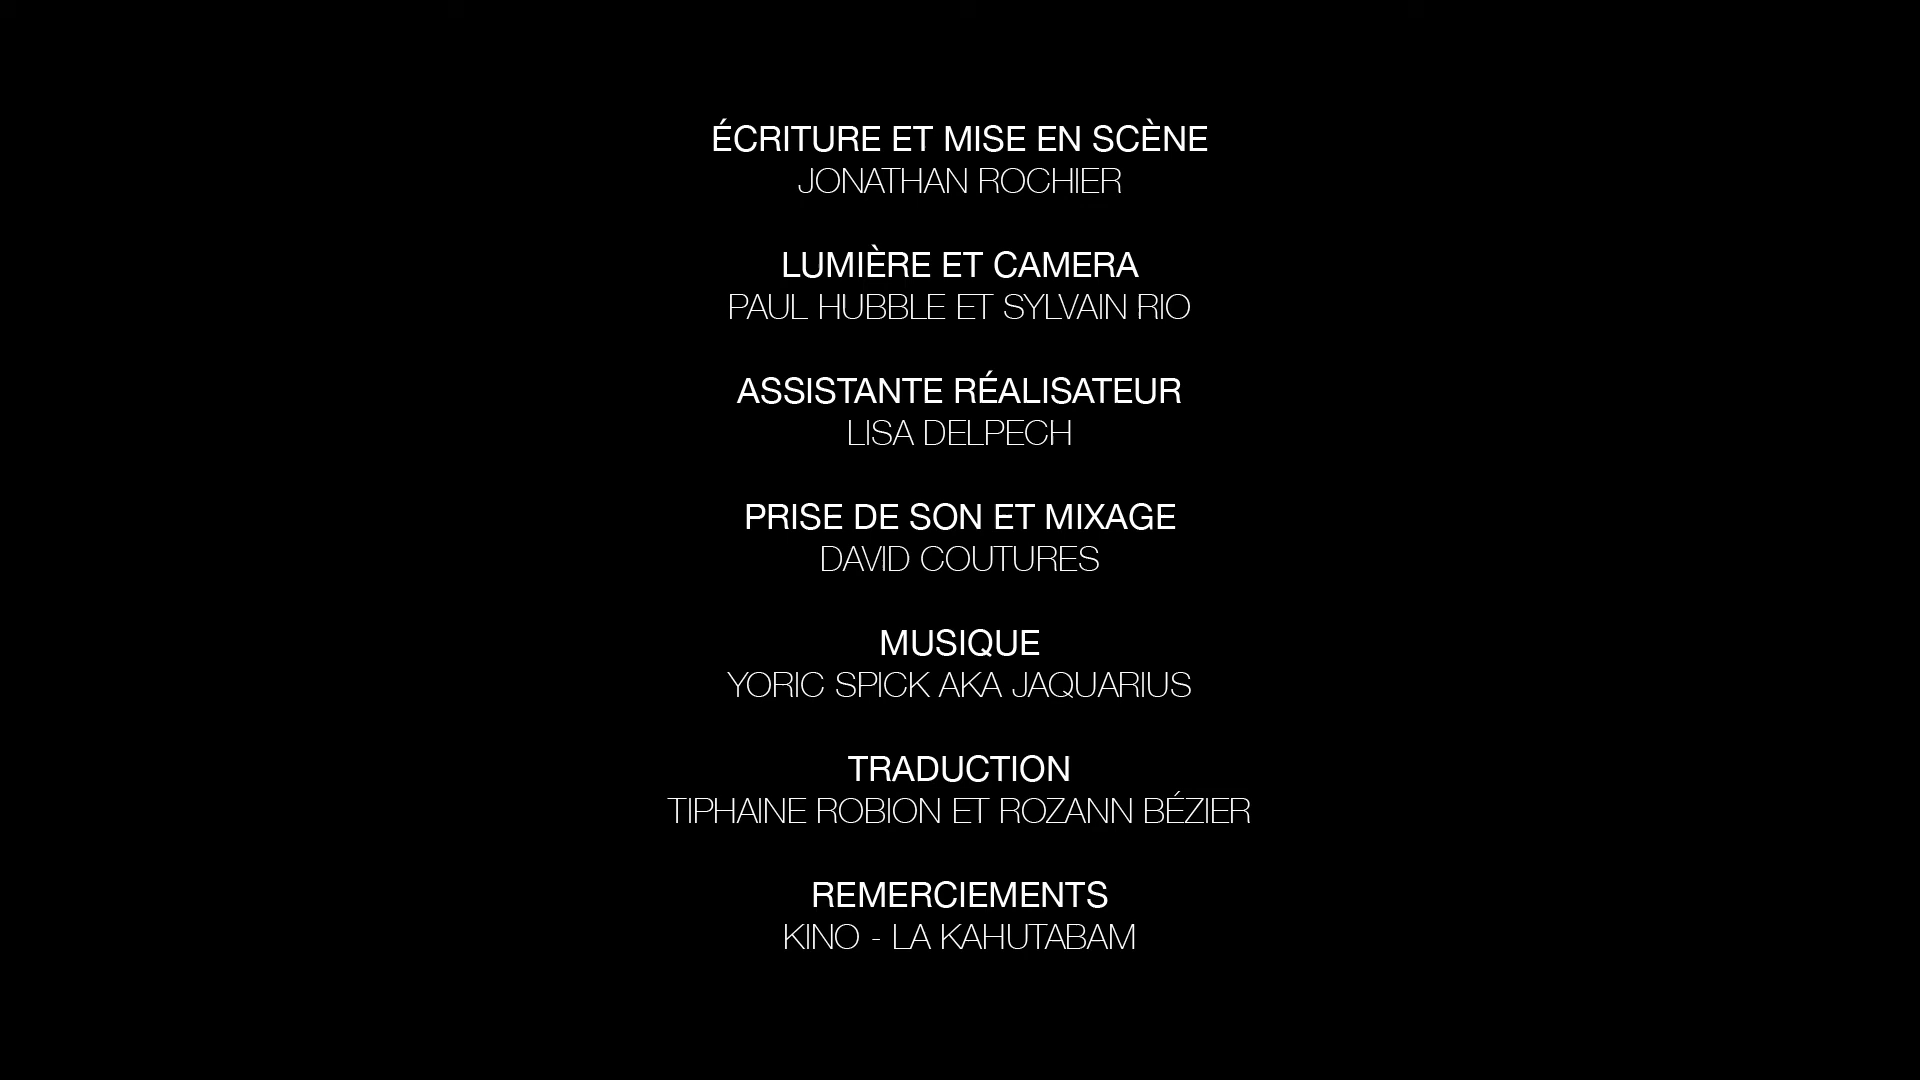 ÉCRITURE ET MISE EN SCÈNE
JONATHAN ROCHIER
LUMIÈRE ET CAMERA
PAUL HUBBLE ET SYLVAIN RIO
ASSISTANTE RÉALISATEUR
LISA DELPECH
PRISE DE SON ET MIXAGE
DAVID COUTURES
MUSIQUE
YORIC SPICK AKA JAQUARIUS
TRADUCTION
TIPHAINE ROBION ET ROZANN BÉZIER
REMERCIEMENTS
KINO - LA KAHUTABAM